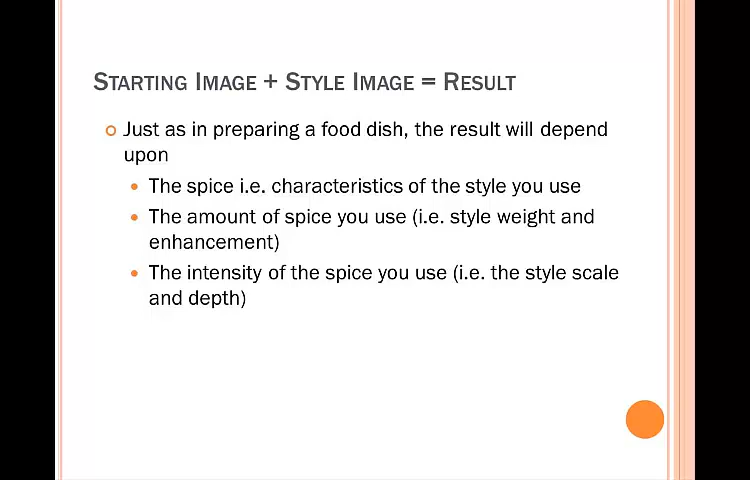 STARTING IMAGE + STYLE IMAGE = RESULT
Just as in preparing a food dish, the result will depend
upon
The spice i.e. characteristics of the style you use
The amount of spice you use (i.e. style weight and
enhancement)
The intensity of the spice you use (i.e. the style scale
and depth)